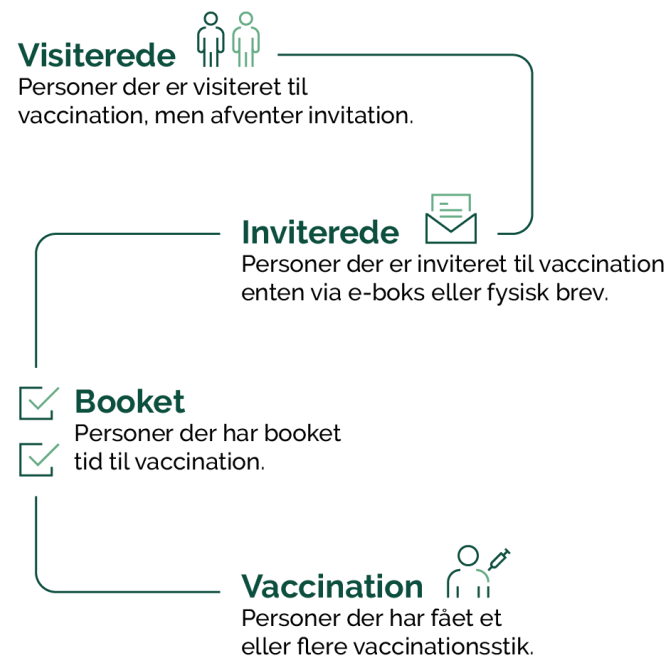 Visiterede
Personer der er visiteret til
vaccination, men afventer invitation.
Inviterede
Personer der er inviteret til vaccination
enten via e-boks eller fysisk brev.
Booket
Personer der har booket
tid til vaccination.
Vaccination
Personer der har fået et
eller flere vaccinationsstik.